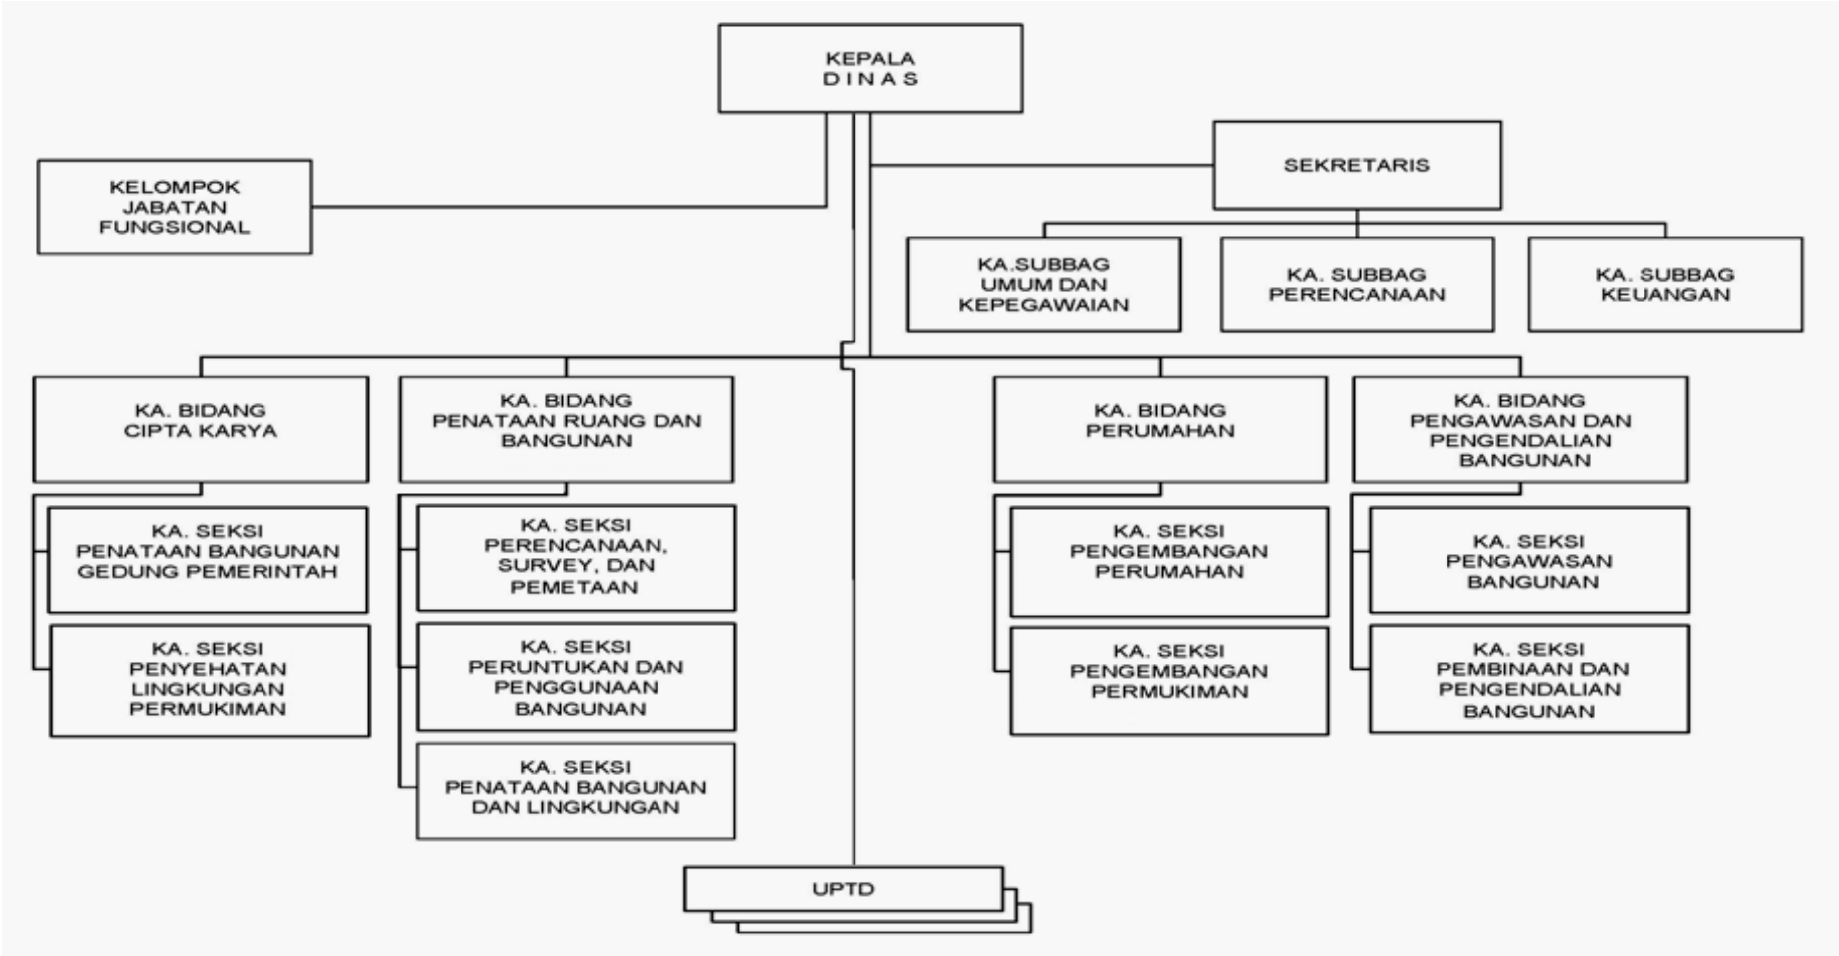 KEPALA
D I N A S
SEKRETARIS
KELOMPOK
JABATAN
FUNGSIONAL
KA.SUBBAG
UMUM DAN
KEPEGAWAIAN
KA. SUBBAG
PERENCANAAN
KA. SUBBAG
KEUANGAN
KA. BIDANG
CIPTA KARYA
KA. BIDANG
PENATAAN RUANG DAN
BANGUNAN
KA. BIDANG
PERUMAHAN
KA. BIDANG
PENGAWASAN DAN
PENGENDALIAN
BANGUNAN
KA. SEKSI
PENATAAN BANGUNAN
GEDUNG PEMERINTAH
KA. SEKSI
PERENCANAAN,
SURVEY, DAN
PEMETAAN
KA. SEKSI
PENGEMBANGAN
PERUMAHAN
KA. SEKSI
PENGAWASAN
BANGUNAN
KA. SEKSI
PENYEHATAN
LINGKUNGAN
PERMUKIMAN
KA. SEKSI
PERUNTUKAN DAN
PENGGUNAAN
BANGUNAN
KA. SEKSI
PENGEMBANGAN
PERMUKIMAN
KA. SEKSI
PEMBINAAN DAN
PENGENDALIAN
BANGUNAN
KA. SEKSI
PENATAAN BANGUNAN
DAN LINGKUNGAN
UPTD